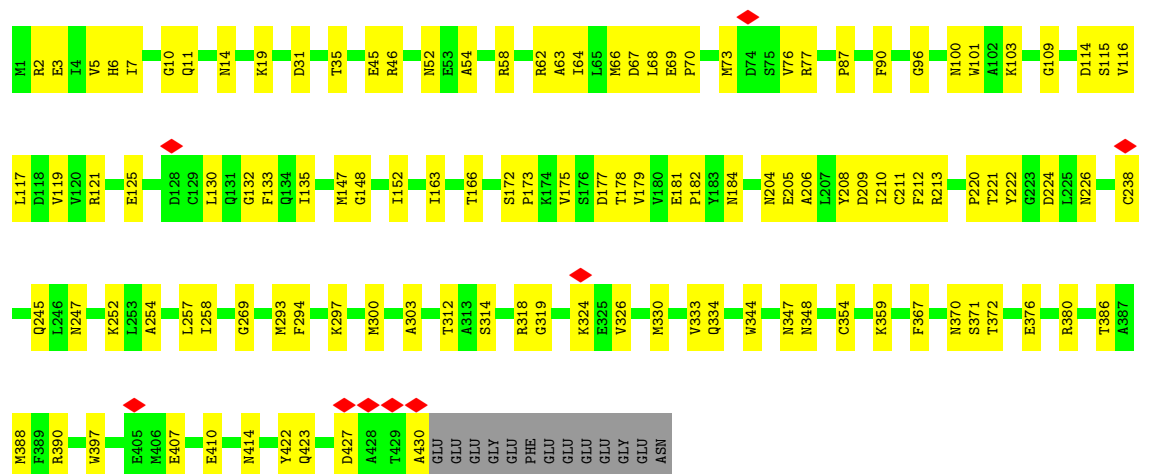 M1 R2 E3 I4 V5 H6 I7 G10 Q11 N14 K19 D31 T35 E45 R46 N52 E53 A54 R58 R62 A63 I64 L65 M66 D67 L68 E69 P70 M73 D74 S75 V76 R77 P87 F90 G96 N100 W101 A102 K103 G109 D114 S115 V116
L117 D118 V119 V120 R121 E125 D128 C129 L130 Q131 G132 F133 Q134 I135 M147 G148 I152 I163 T166 S172 P173 K174 V175 S176 D177 T178 V179 V180 E181 P182 Y183 N184 N204 E205 A206 L207 Y208 D209 I210 C211 F212 R213 P220 T221 Y222 G223 D224 L225 N226 C238
Q245 L246 N247 K252 L253 A254 L257 I258 G269 M293 F294 K297 M300 A303 T312 A313 S314 R318 G319 K324 E325 V326 M330 V333 Q334 W344 N347 N348 C354 K359 F367 N370 S371 T372 E376 R380 T386 A387
M388 F389 R390 W397 E405 M406 E407 E410 N414 Y422 Q423 D427 A428 T429 A430 GLU GLU GLU GLY GLU PHE GLU GLU GLU GLU GLY GLU ASN